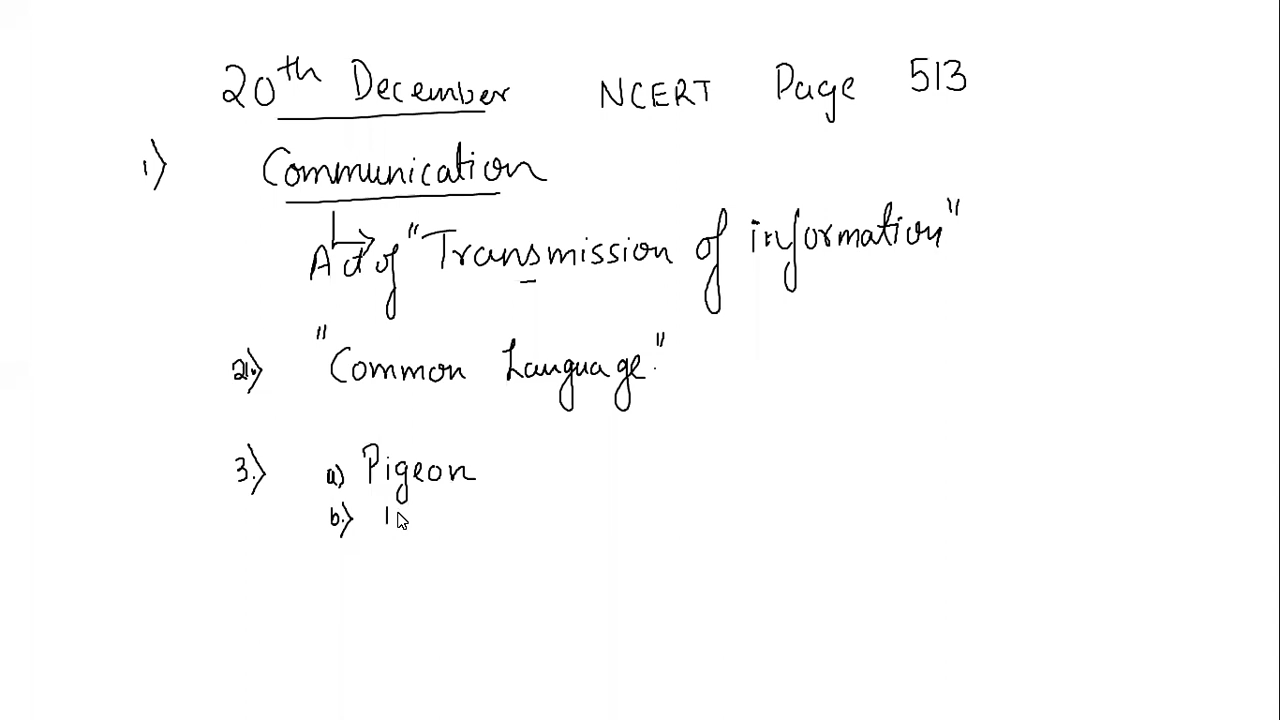 20th December NCERT Page 513
1) Communication
Act of "Transmission of information"
2.) "Common Language"
3.) a) Pigeon
b.)